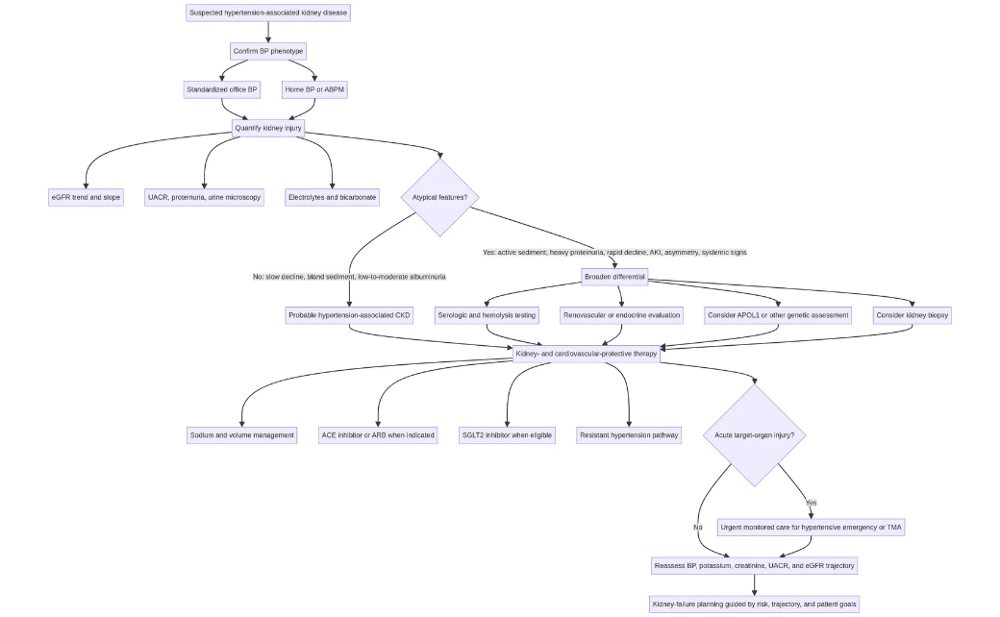 Suspected hypertension-associated kidney disease
Confirm BP phenotype
Standardized office BP
Home BP or ABPM
Quantify kidney injury
eGFR trend and slope
UACR, proteinuria, urine microscopy
Electrolytes and bicarbonate
Atypical features?
Yes: active sediment, heavy proteinuria, rapid decline, AKI, asymmetry, systemic signs
No: slow decline, bland sediment, low-to-moderate albuminuria
Broaden differential
Probable hypertension-associated CKD
Serologic and hemolysis testing
Renovascular or endocrine evaluation
Consider APOL1 or other genetic assessment
Consider kidney biopsy
Kidney- and cardiovascular-protective therapy
Sodium and volume management
ACE inhibitor or ARB when indicated
SGLT2 inhibitor when eligible
Resistant hypertension pathway
Acute target-organ injury?
Yes
No
Urgent monitored care for hypertensive emergency or TMA
Reassess BP, potassium, creatinine, UACR, and eGFR trajectory
Kidney-failure planning guided by risk, trajectory, and patient goals